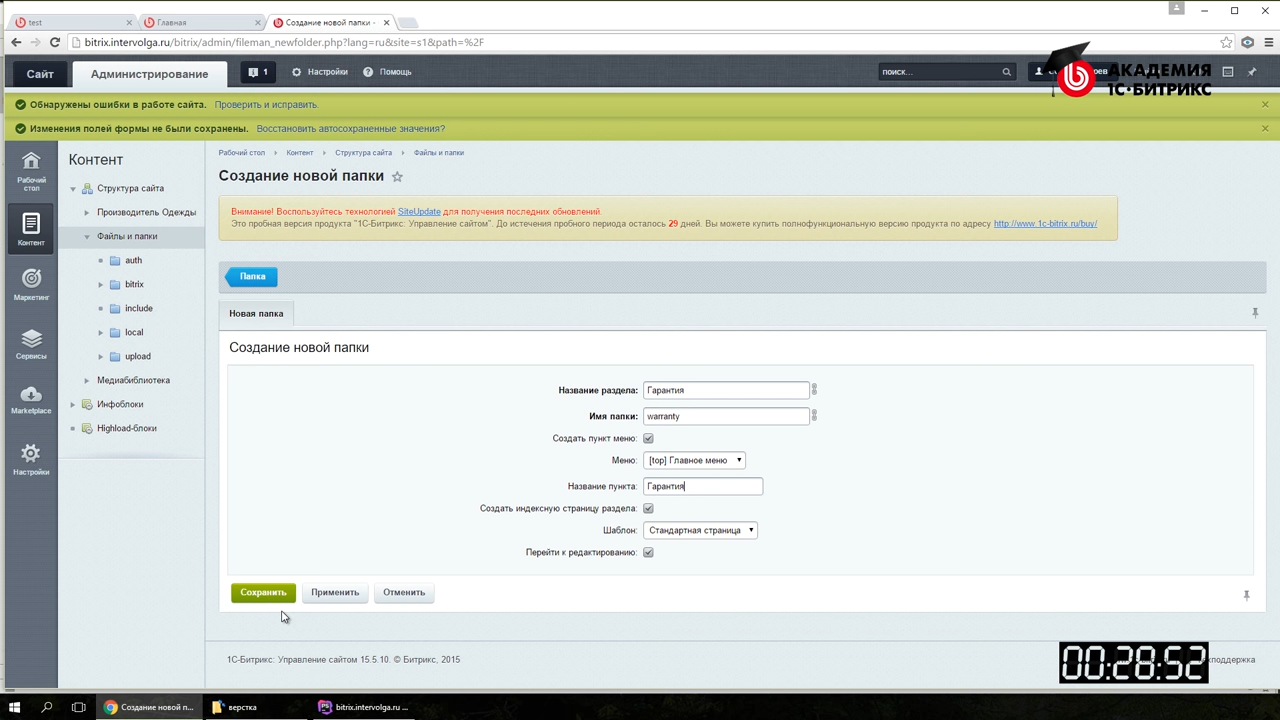 test
Главная
Создание новой папки -
bitrix.intervolga.ru/bitrix/admin/fileman_newfolder.php?lang=ru&site=s1&path=%2F
Сайт
Администрирование
1
Настройки
Помощь
поиск...
АКАДЕМИЯ
1С·БИТРИКС
Обнаружены ошибки в работе сайта. Проверить и исправить.
Изменения полей формы не были сохранены. Восстановить автосохраненные значения?
Рабочий стол
Контент
Маркетинг
Сервисы
Marketplace
Настройки
Контент
Структура сайта
Производитель Одежды
Файлы и папки
auth
bitrix
include
local
upload
Медиабиблиотека
Инфоблоки
Highload-блоки
Рабочий стол Контент Структура сайта Файлы и папки
Создание новой папки
Внимание! Воспользуйтесь технологией SiteUpdate для получения последних обновлений.
Это пробная версия продукта "1С-Битрикс: Управление сайтом". До истечения пробного периода осталось 29 дней. Вы можете купить полнофункциональную версию продукта по адресу http://www.1c-bitrix.ru/buy/
Папка
Новая папка
Создание новой папки
Название раздела: Гарантия
Имя папки: warranty
Создать пункт меню:
Меню: [top] Главное меню
Название пункта: Гарантия
Создать индексную страницу раздела:
Шаблон: Стандартная страница
Перейти к редактированию:
Сохранить Применить Отменить
1С-Битрикс: Управление сайтом 15.5.10. © Битрикс, 2015
00:28:52
хподдержка
Создание новой п...
верстка
bitrix.intervolga.ru ...